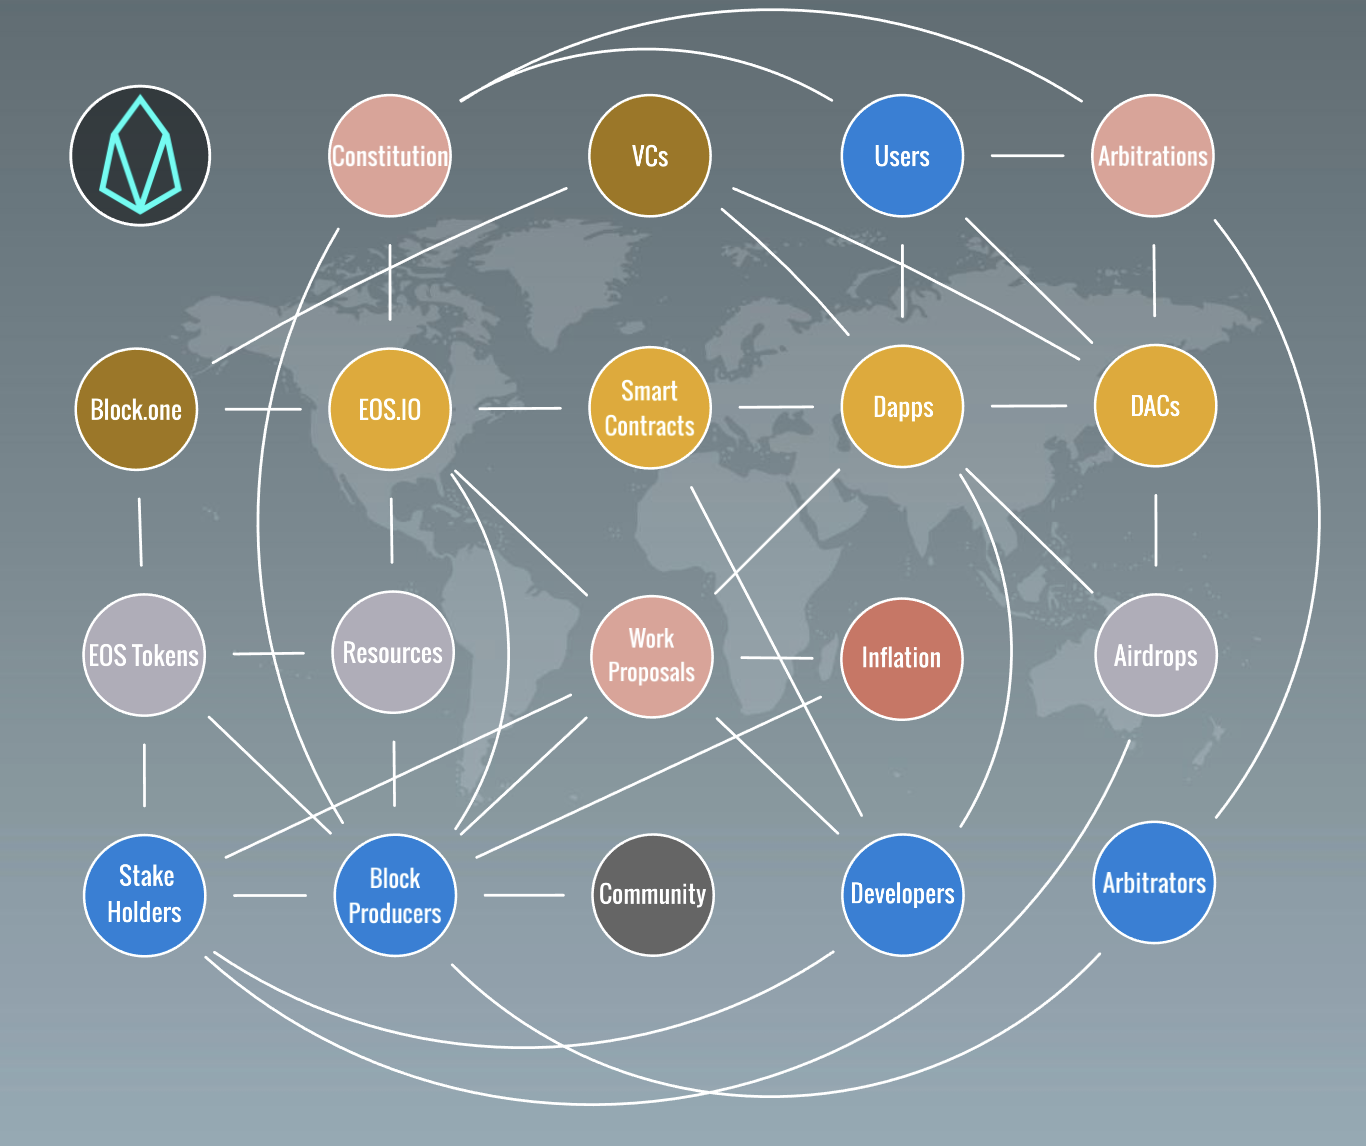 Constitution
VCs
Users
Arbitrations
Block.one
EOS.IO
Smart
Contracts
Dapps
DACs
EOS Tokens
Resources
Work
Proposals
Inflation
Airdrops
Stake
Holders
Block
Producers
Community
Developers
Arbitrators